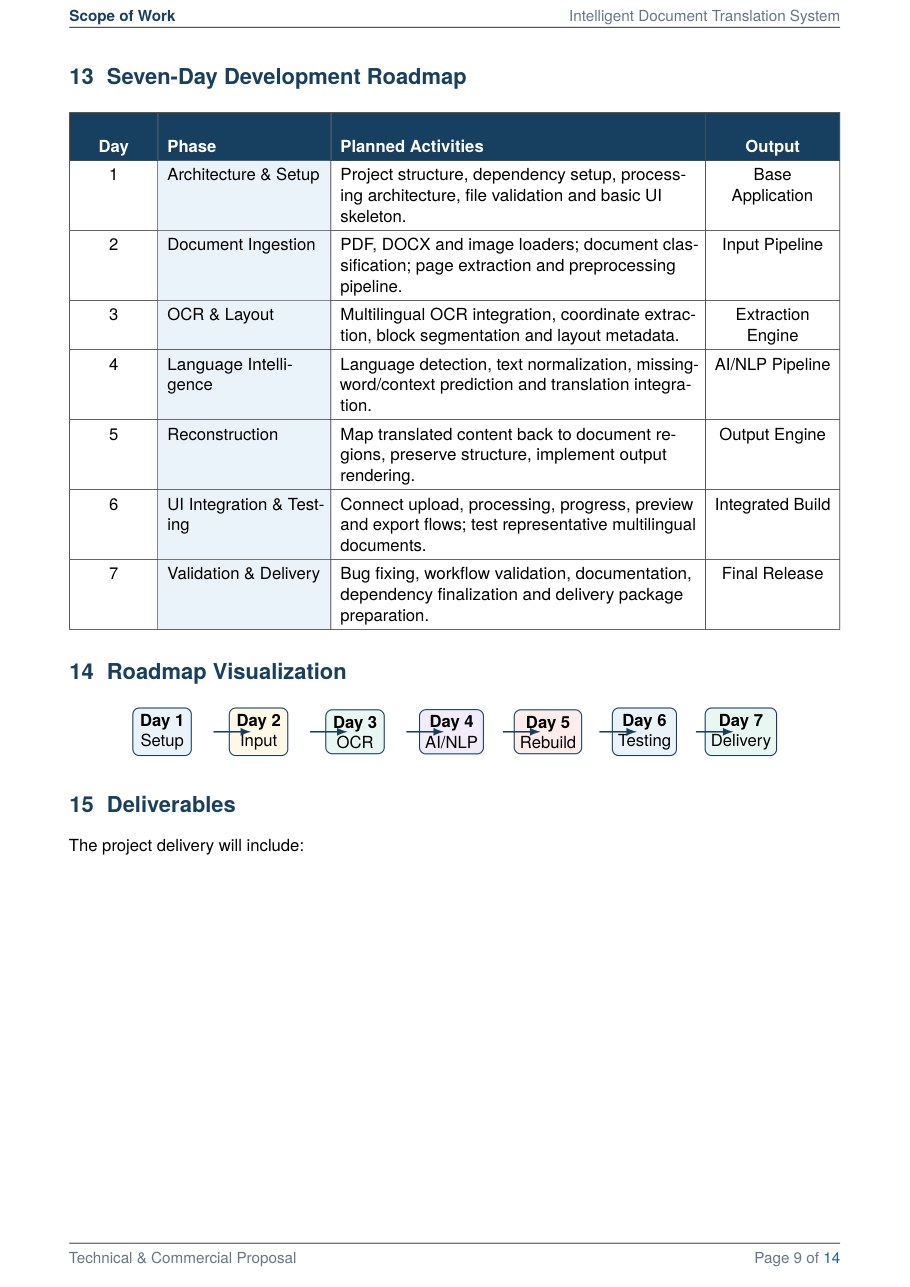 Scope of Work Intelligent Document Translation System
13 Seven-Day Development Roadmap
Day Phase Planned Activities Output
1 Architecture & Setup Project structure, dependency setup, process- Base
ing architecture, file validation and basic UI Application
skeleton.
2 Document Ingestion PDF, DOCX and image loaders; document clas- Input Pipeline
sification; page extraction and preprocessing
pipeline.
3 OCR & Layout Multilingual OCR integration, coordinate extrac- Extraction
tion, block segmentation and layout metadata. Engine
4 Language Intelli- Language detection, text normalization, missing- AI/NLP Pipeline
gence word/context prediction and translation integra-
tion.
5 Reconstruction Map translated content back to document re- Output Engine
gions, preserve structure, implement output
rendering.
6 UI Integration & Test- Connect upload, processing, progress, preview Integrated Build
ing and export flows; test representative multilingual
documents.
7 Validation & Delivery Bug fixing, workflow validation, documentation, Final Release
dependency finalization and delivery package
preparation.
14 Roadmap Visualization
Day 1 Day 2 Day 3 Day 4 Day 5 Day 6 Day 7
Setup Input OCR AI/NLP Rebuild Testing Delivery
15 Deliverables
The project delivery will include:
Technical & Commercial Proposal Page 9 of 14